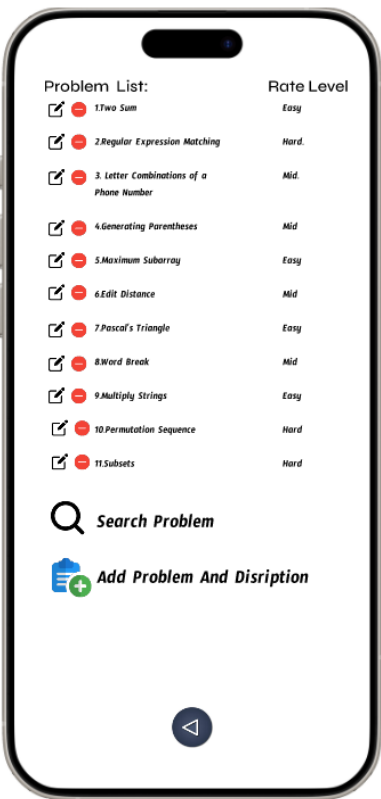 Problem List: Rate Level
1.Two Sum Easy
2.Regular Expression Matching Hard.
3. Letter Combinations of a Mid.
Phone Number
4.Generating Parentheses Mid
5.Maximum Subarray Easy
6.Edit Distance Mid
7.Pascal's Triangle Easy
8.Word Break Mid
9.Multiply Strings Easy
10.Permutation Sequence Hard
11.Subsets Hard
Search Problem
Add Problem And Disription